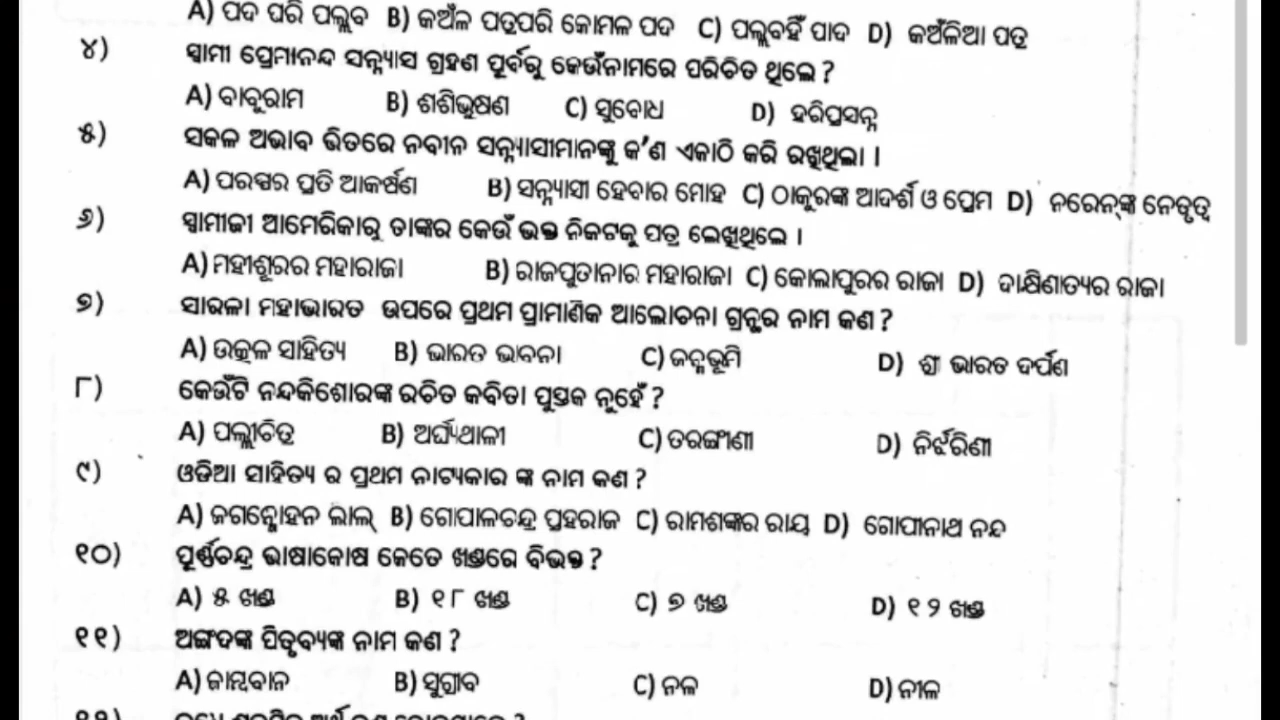 A) ପଦ ପରି ପଲ୍ଲବ B) କଅଁଳ ପତ୍ରପରି କୋମଳ ପଦ C) ପଲ୍ଲବହିଁ ପାଦ D) କଅଁଳିଆ ପତ୍ର
୪) ସ୍ଵାମୀ ପ୍ରେମାନନ୍ଦ ସନ୍ନ୍ୟାସ ଗ୍ରହଣ ପୂର୍ବରୁ କେଉଁନାମରେ ପରିଚିତ ଥିଲେ ?
A) ବାବୁରାମ B) ଶଶିଭୂଷଣ C) ସୁବୋଧ D) ହରିପ୍ରସନ୍ନ
୫) ସକଳ ଅଭାବ ଭିତରେ ନବୀନ ସନ୍ନ୍ୟାସୀମାନଙ୍କୁ କ'ଣ ଏକାଠି କରି ରଖିଥିଲା ।
A) ପରସ୍ପର ପ୍ରତି ଆକର୍ଷଣ B) ସନ୍ନ୍ୟାସୀ ହେବାର ମୋହ C) ଠାକୁରଙ୍କ ଆଦର୍ଶ ଓ ପ୍ରେମ D) ନରେନ୍‌ଙ୍କ ନେତୃତ୍ୱ
୬) ସ୍ଵାମୀଜୀ ଆମେରିକାରୁ ତାଙ୍କର କେଉଁ ଭକ୍ତ ନିକଟକୁ ପତ୍ର ଲେଖିଥିଲେ ।
A) ମହୀଶୂରର ମହାରାଜା B) ରାଜପୁତାନାର ମହାରାଜା C) କୋଲାପୁରର ରାଜା D) ଦାକ୍ଷିଣାତ୍ୟର ରାଜା
୭) ସାରଳା ମହାଭାରତ ଉପରେ ପ୍ରଥମ ପ୍ରାମାଣିକ ଆଲୋଚନା ଗ୍ରନ୍ଥର ନାମ କଣ ?
A) ଉତ୍କଳ ସାହିତ୍ୟ B) ଭାରତ ଭାବନା C) ଜନ୍ମଭୂମି D) ଶ୍ରୀ ଭାରତ ଦର୍ପଣ
୮) କେଉଁଟି ନନ୍ଦକିଶୋରଙ୍କ ରଚିତ କବିତା ପୁସ୍ତକ ନୁହେଁ ?
A) ପଲ୍ଲୀଚିତ୍ର B) ଅର୍ଘ୍ୟଥାଳୀ C) ତରଙ୍ଗୀଣୀ D) ନିର୍ଝରିଣୀ
୯) ଓଡିଆ ସାହିତ୍ୟ ର ପ୍ରଥମ ନାଟ୍ୟକାର ଙ୍କ ନାମ କଣ ?
A) ଜଗନ୍ମୋହନ ଲାଲ୍ B) ଗୋପାଳଚନ୍ଦ୍ର ପ୍ରହରାଜ C) ରାମଶଙ୍କର ରାୟ D) ଗୋପୀନାଥ ନନ୍ଦ
୧୦) ପୂର୍ଣ୍ଣଚନ୍ଦ୍ର ଭାଷାକୋଷ କେତେ ଖଣ୍ଡରେ ବିଭକ୍ତ ?
A) ୫ ଖଣ୍ଡ B) ୧୮ ଖଣ୍ଡ C) ୭ ଖଣ୍ଡ D) ୧୨ ଖଣ୍ଡ
୧୧) ଅଙ୍ଗଦଙ୍କ ପିତୃବ୍ୟଙ୍କ ନାମ କଣ ?
A) ଜାମ୍ବବାନ B) ସୁଗ୍ରୀବ C) ନଳ D) ନୀଳ